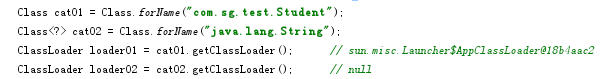 Class cat01 = Class.forName("com.sg.test.Student");
Class<?> cat02 = Class.forName("java.lang.String");
ClassLoader loader01 = cat01.getClassLoader();     // sun.misc.Launcher$AppClassLoader@18b4aac2
ClassLoader loader02 = cat02.getClassLoader();     // null